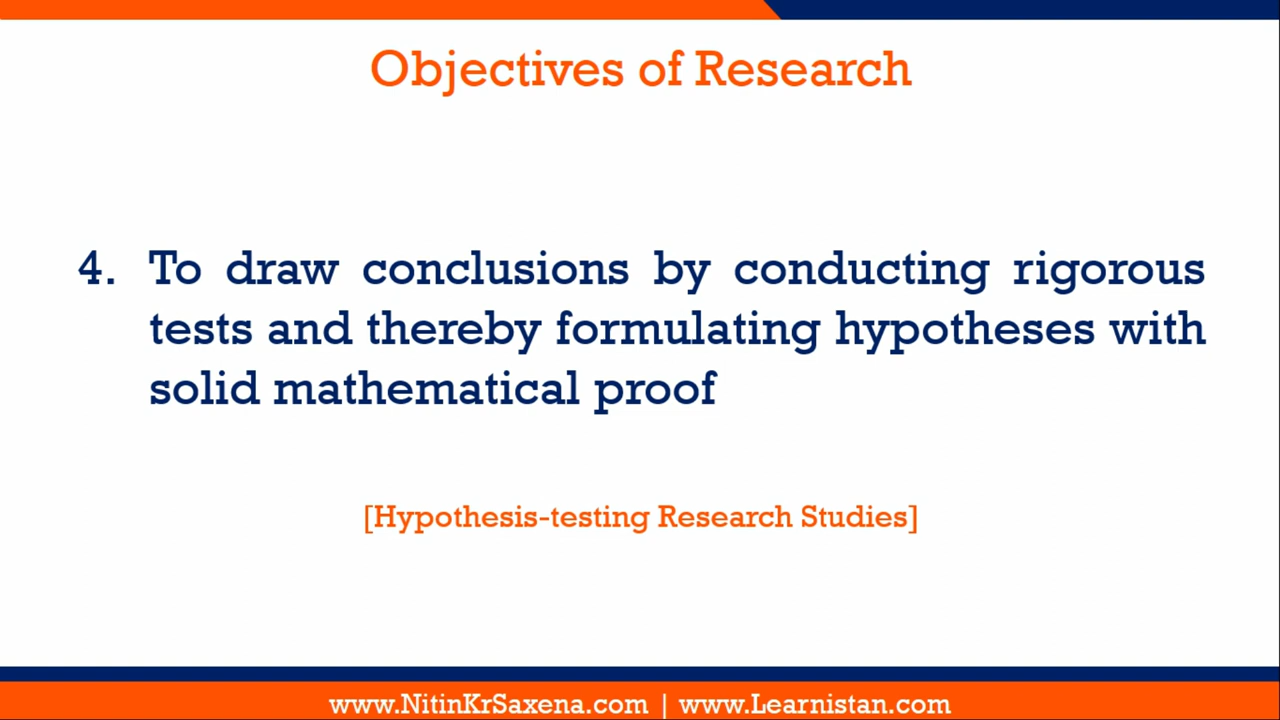 Objectives of Research
4. To draw conclusions by conducting rigorous
tests and thereby formulating hypotheses with
solid mathematical proof
[Hypothesis-testing Research Studies]
www.NitinKrSaxena.com | www.Learnistan.com